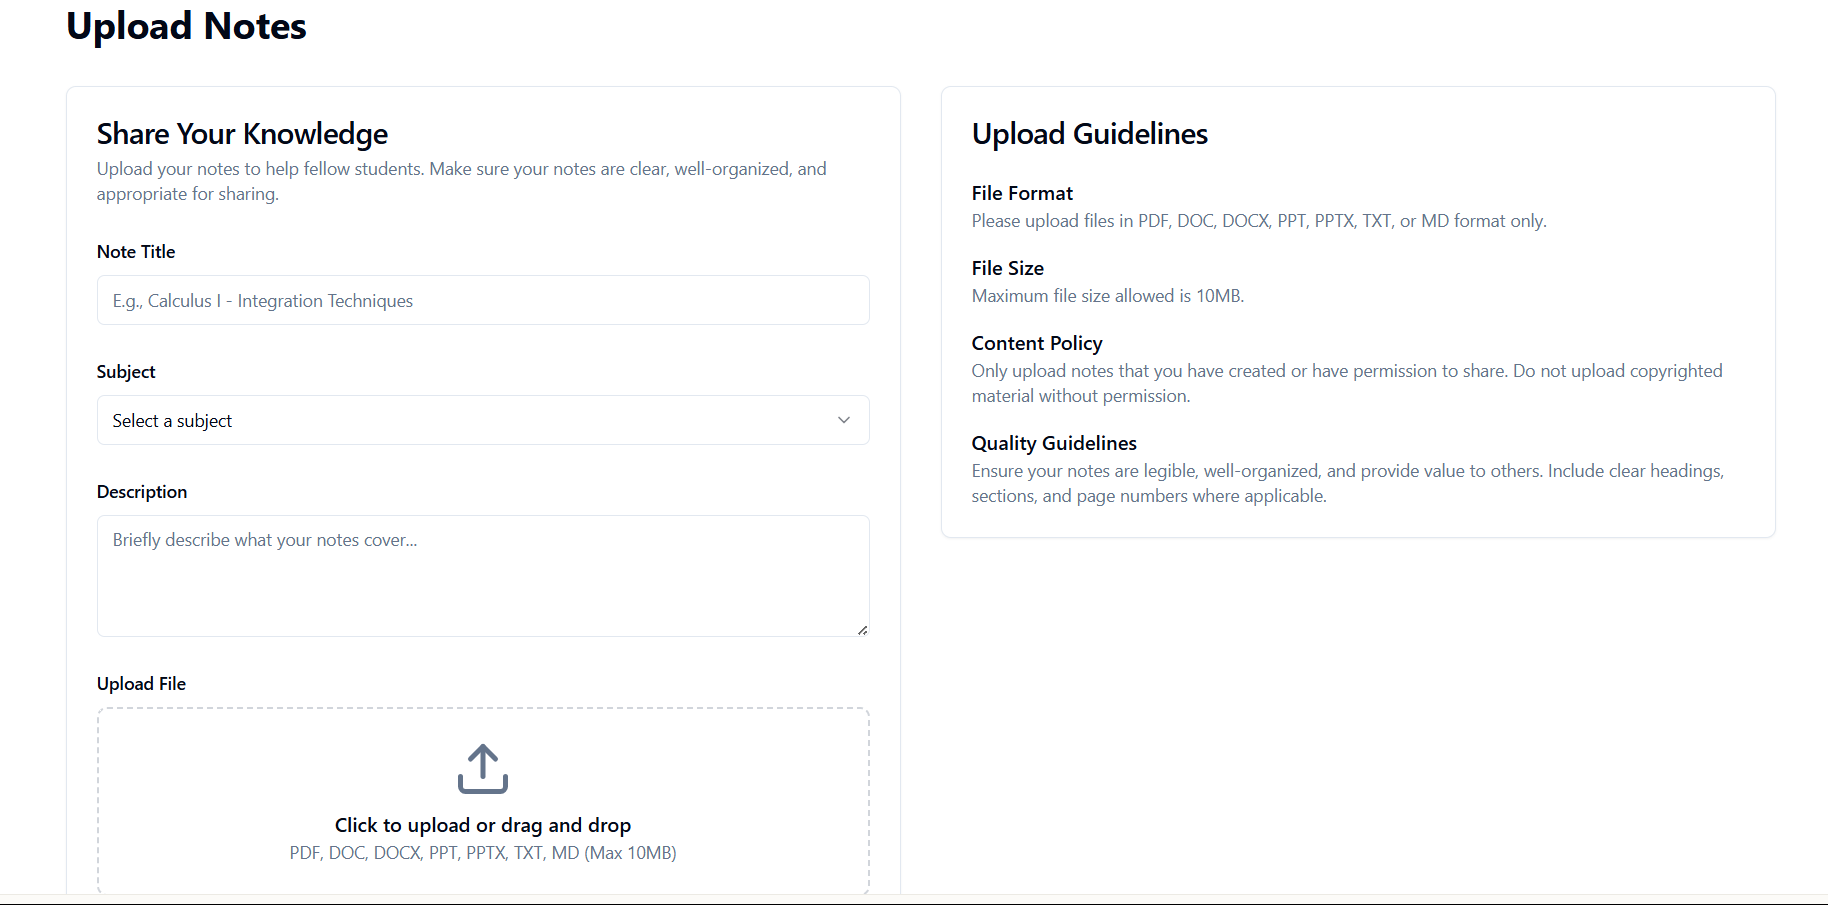 Upload Notes
Share Your Knowledge
Upload your notes to help fellow students. Make sure your notes are clear, well-organized, and
appropriate for sharing.
Note Title
E.g., Calculus I - Integration Techniques
Subject
Select a subject
Description
Briefly describe what your notes cover...
Upload File
Click to upload or drag and drop
PDF, DOC, DOCX, PPT, PPTX, TXT, MD (Max 10MB)
Upload Guidelines
File Format
Please upload files in PDF, DOC, DOCX, PPT, PPTX, TXT, or MD format only.
File Size
Maximum file size allowed is 10MB.
Content Policy
Only upload notes that you have created or have permission to share. Do not upload copyrighted
material without permission.
Quality Guidelines
Ensure your notes are legible, well-organized, and provide value to others. Include clear headings,
sections, and page numbers where applicable.